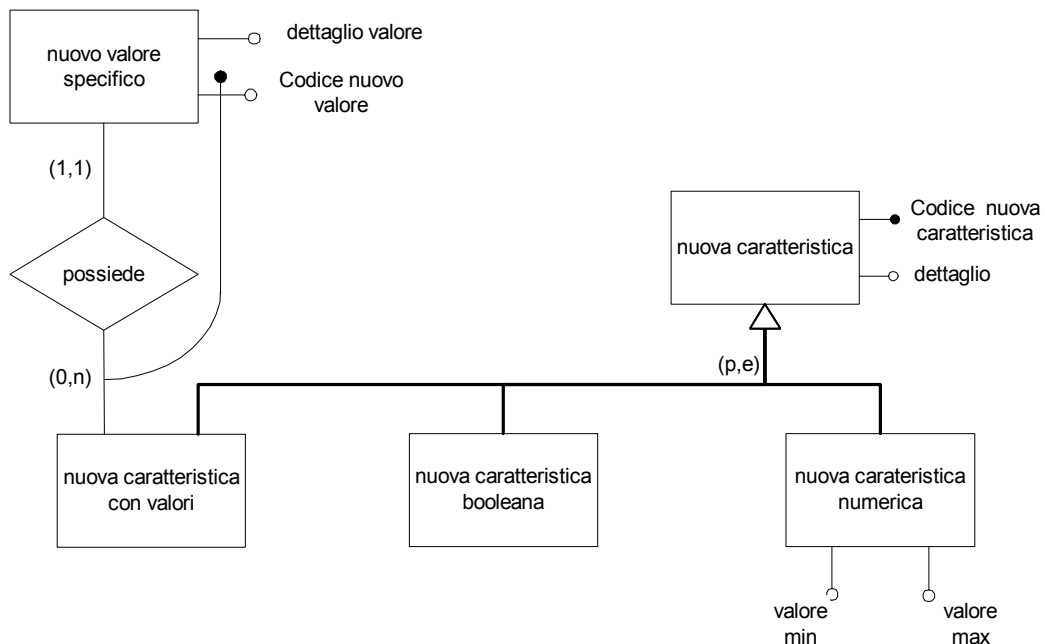 nuovo valore
specifico
dettaglio valore
Codice nuovo
valore
(1,1)
possiede
(0,n)
nuova caratteristica
Codice nuova
caratteristica
dettaglio
(p,e)
nuova caratteristica
con valori
nuova caratteristica
booleana
nuova carateristica
numerica
valore
min
valore
max